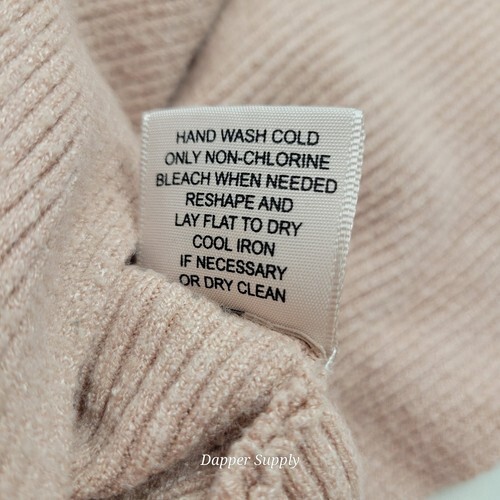 HAND WASH COLD
ONLY NON-CHLORINE
BLEACH WHEN NEEDED
RESHAPE AND
LAY FLAT TO DRY
COOL IRON
IF NECESSARY
OR DRY CLEAN
Dapper Supply